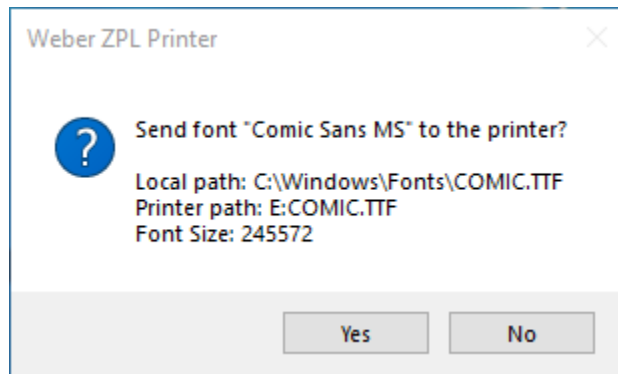 Weber ZPL Printer
Send font "Comic Sans MS" to the printer?
Local path: C:\Windows\Fonts\COMIC.TTF
Printer path: E:COMIC.TTF
Font Size: 245572
Yes No